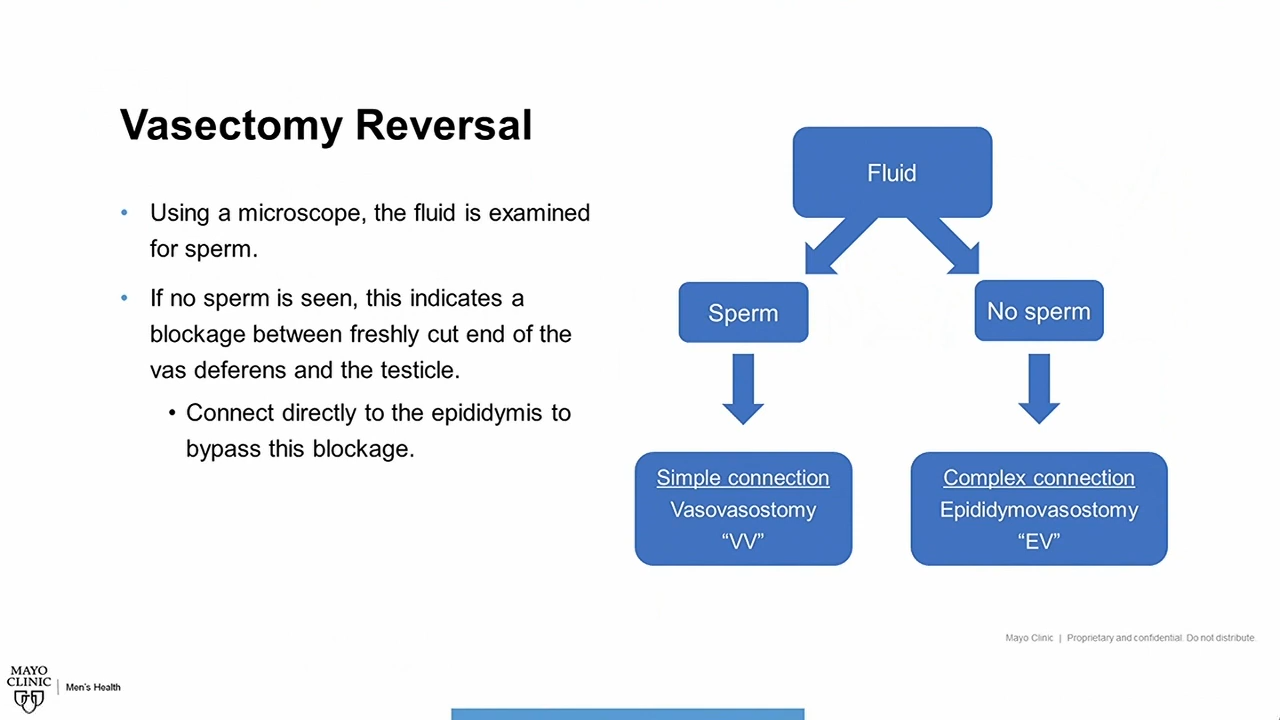 Vasectomy Reversal
• Using a microscope, the fluid is examined
for sperm.
• If no sperm is seen, this indicates a
blockage between freshly cut end of the
vas deferens and the testicle.
• Connect directly to the epididymis to
bypass this blockage.
Fluid
Sperm
No sperm
Simple connection
Vasovasostomy
“VV”
Complex connection
Epididymovasostomy
“EV”
Mayo Clinic | Proprietary and confidential. Do not distribute.
MAYO
CLINIC
Men's Health